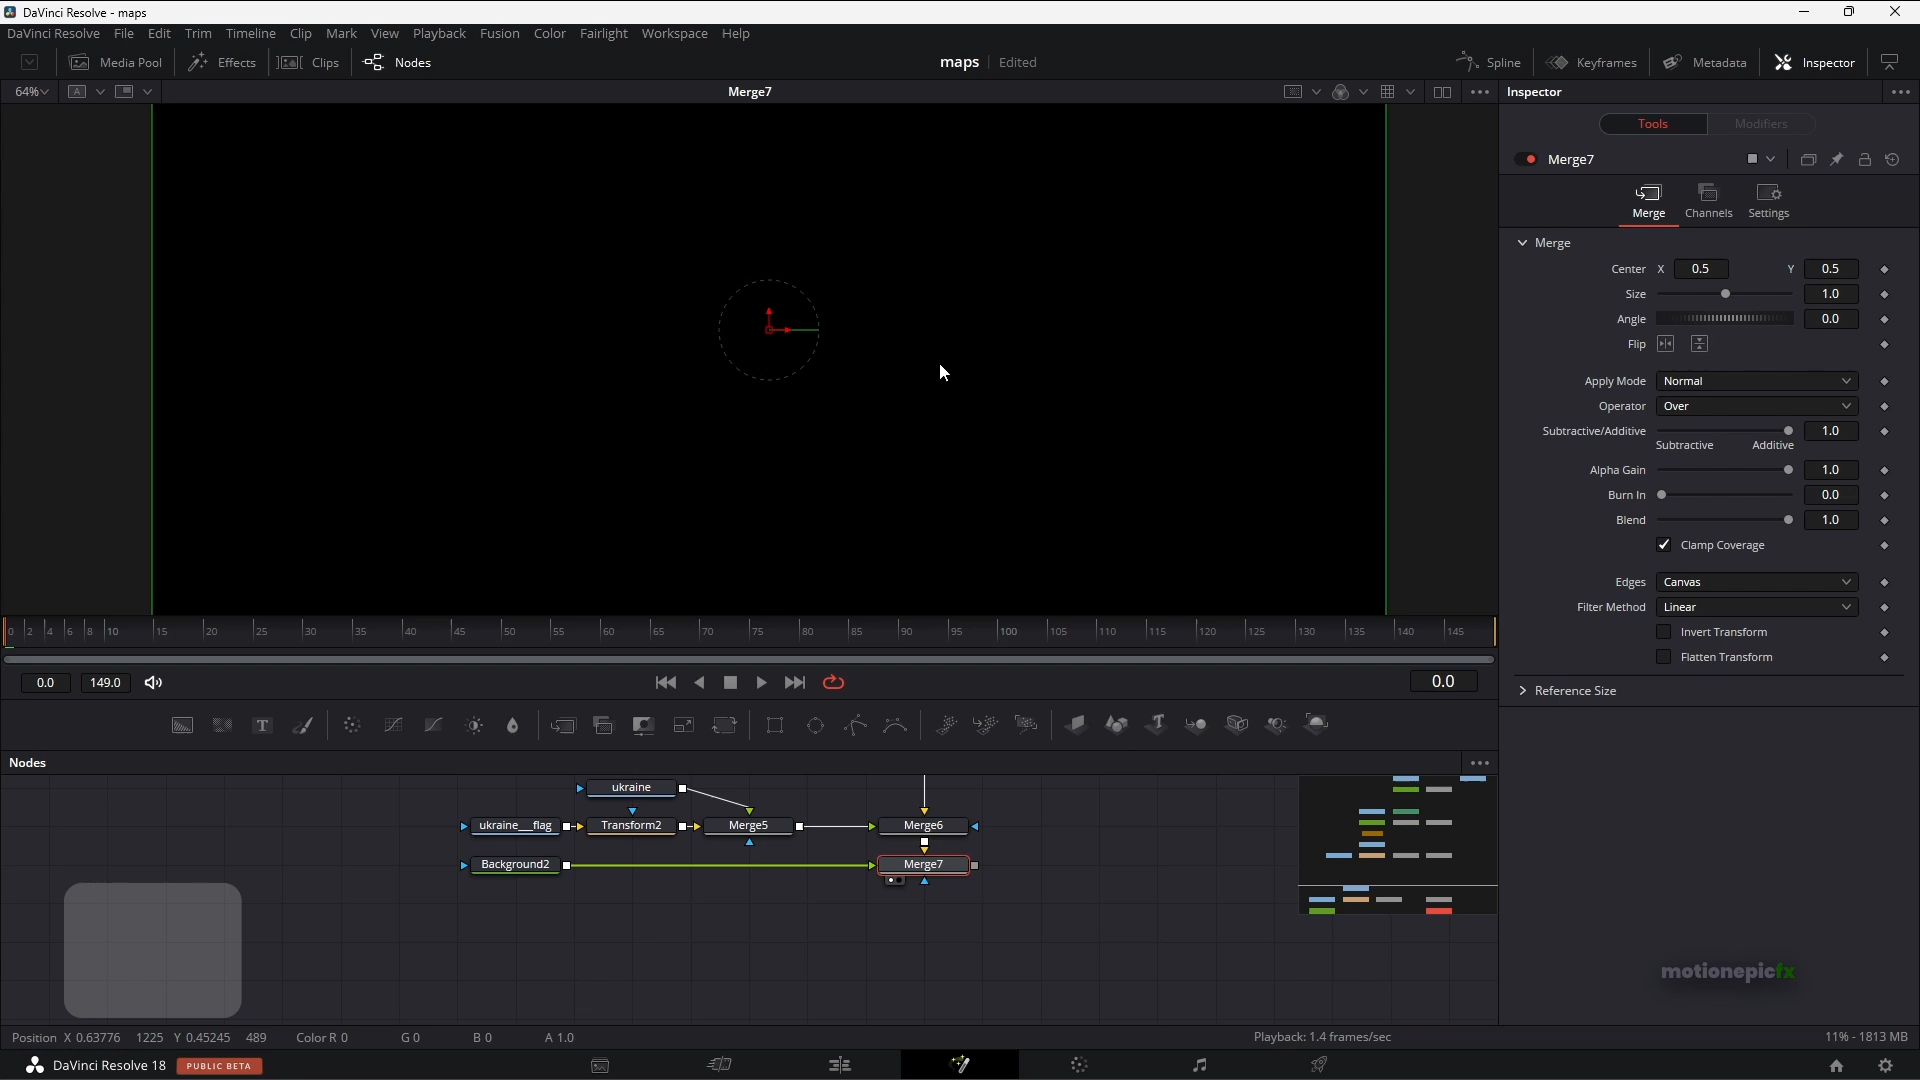 DaVinci Resolve - maps
DaVinci Resolve File Edit Trim Timeline Clip Mark View Playback Fusion Color Fairlight Workspace Help
Media Pool Effects Clips Nodes maps Edited Spline Keyframes Metadata Inspector
64% A Merge7 Inspector
Tools Modifiers
Merge7
Merge Channels Settings
Merge
Center X 0.5 Y 0.5
Size 1.0
Angle 0.0
Flip
Apply Mode Normal
Operator Over
Subtractive/Additive 1.0
Subtractive Additive
Alpha Gain 1.0
Burn In 0.0
Blend 1.0
Clamp Coverage
Edges Canvas
Filter Method Linear
Invert Transform
Flatten Transform
Reference Size
0 2 4 6 8 10 15 20 25 30 35 40 45 50 55 60 65 70 75 80 85 90 95 100 105 110 115 120 125 130 135 140 145
0.0 149.0 0.0
T
Nodes
ukraine
ukraine__flag Transform2 Merge5 Merge6
Background2 Merge7
motionepicfx
Position X 0.63776 1225 Y 0.45245 489 Color R 0 G 0 B 0 A 1.0 Playback: 1.4 frames/sec 11% - 1813 MB
DaVinci Resolve 18 PUBLIC BETA